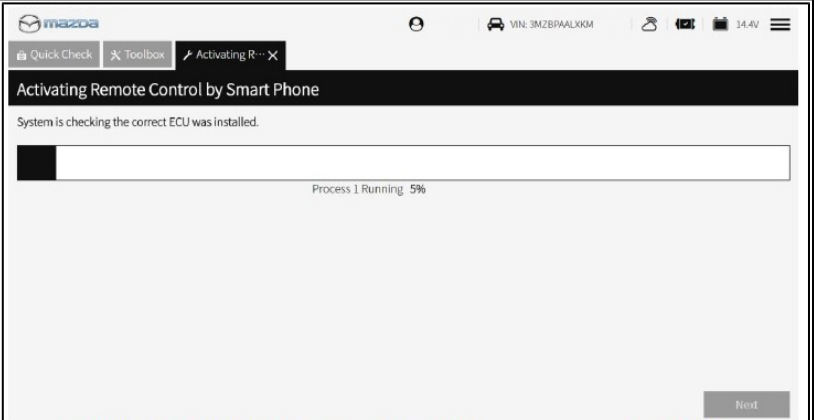 mazda
VIN: 3MZBPAALXKM
14.4V
Quick Check
Toolbox
Activating R···
Activating Remote Control by Smart Phone
System is checking the correct ECU was installed.
Process 1 Running 5%
Next